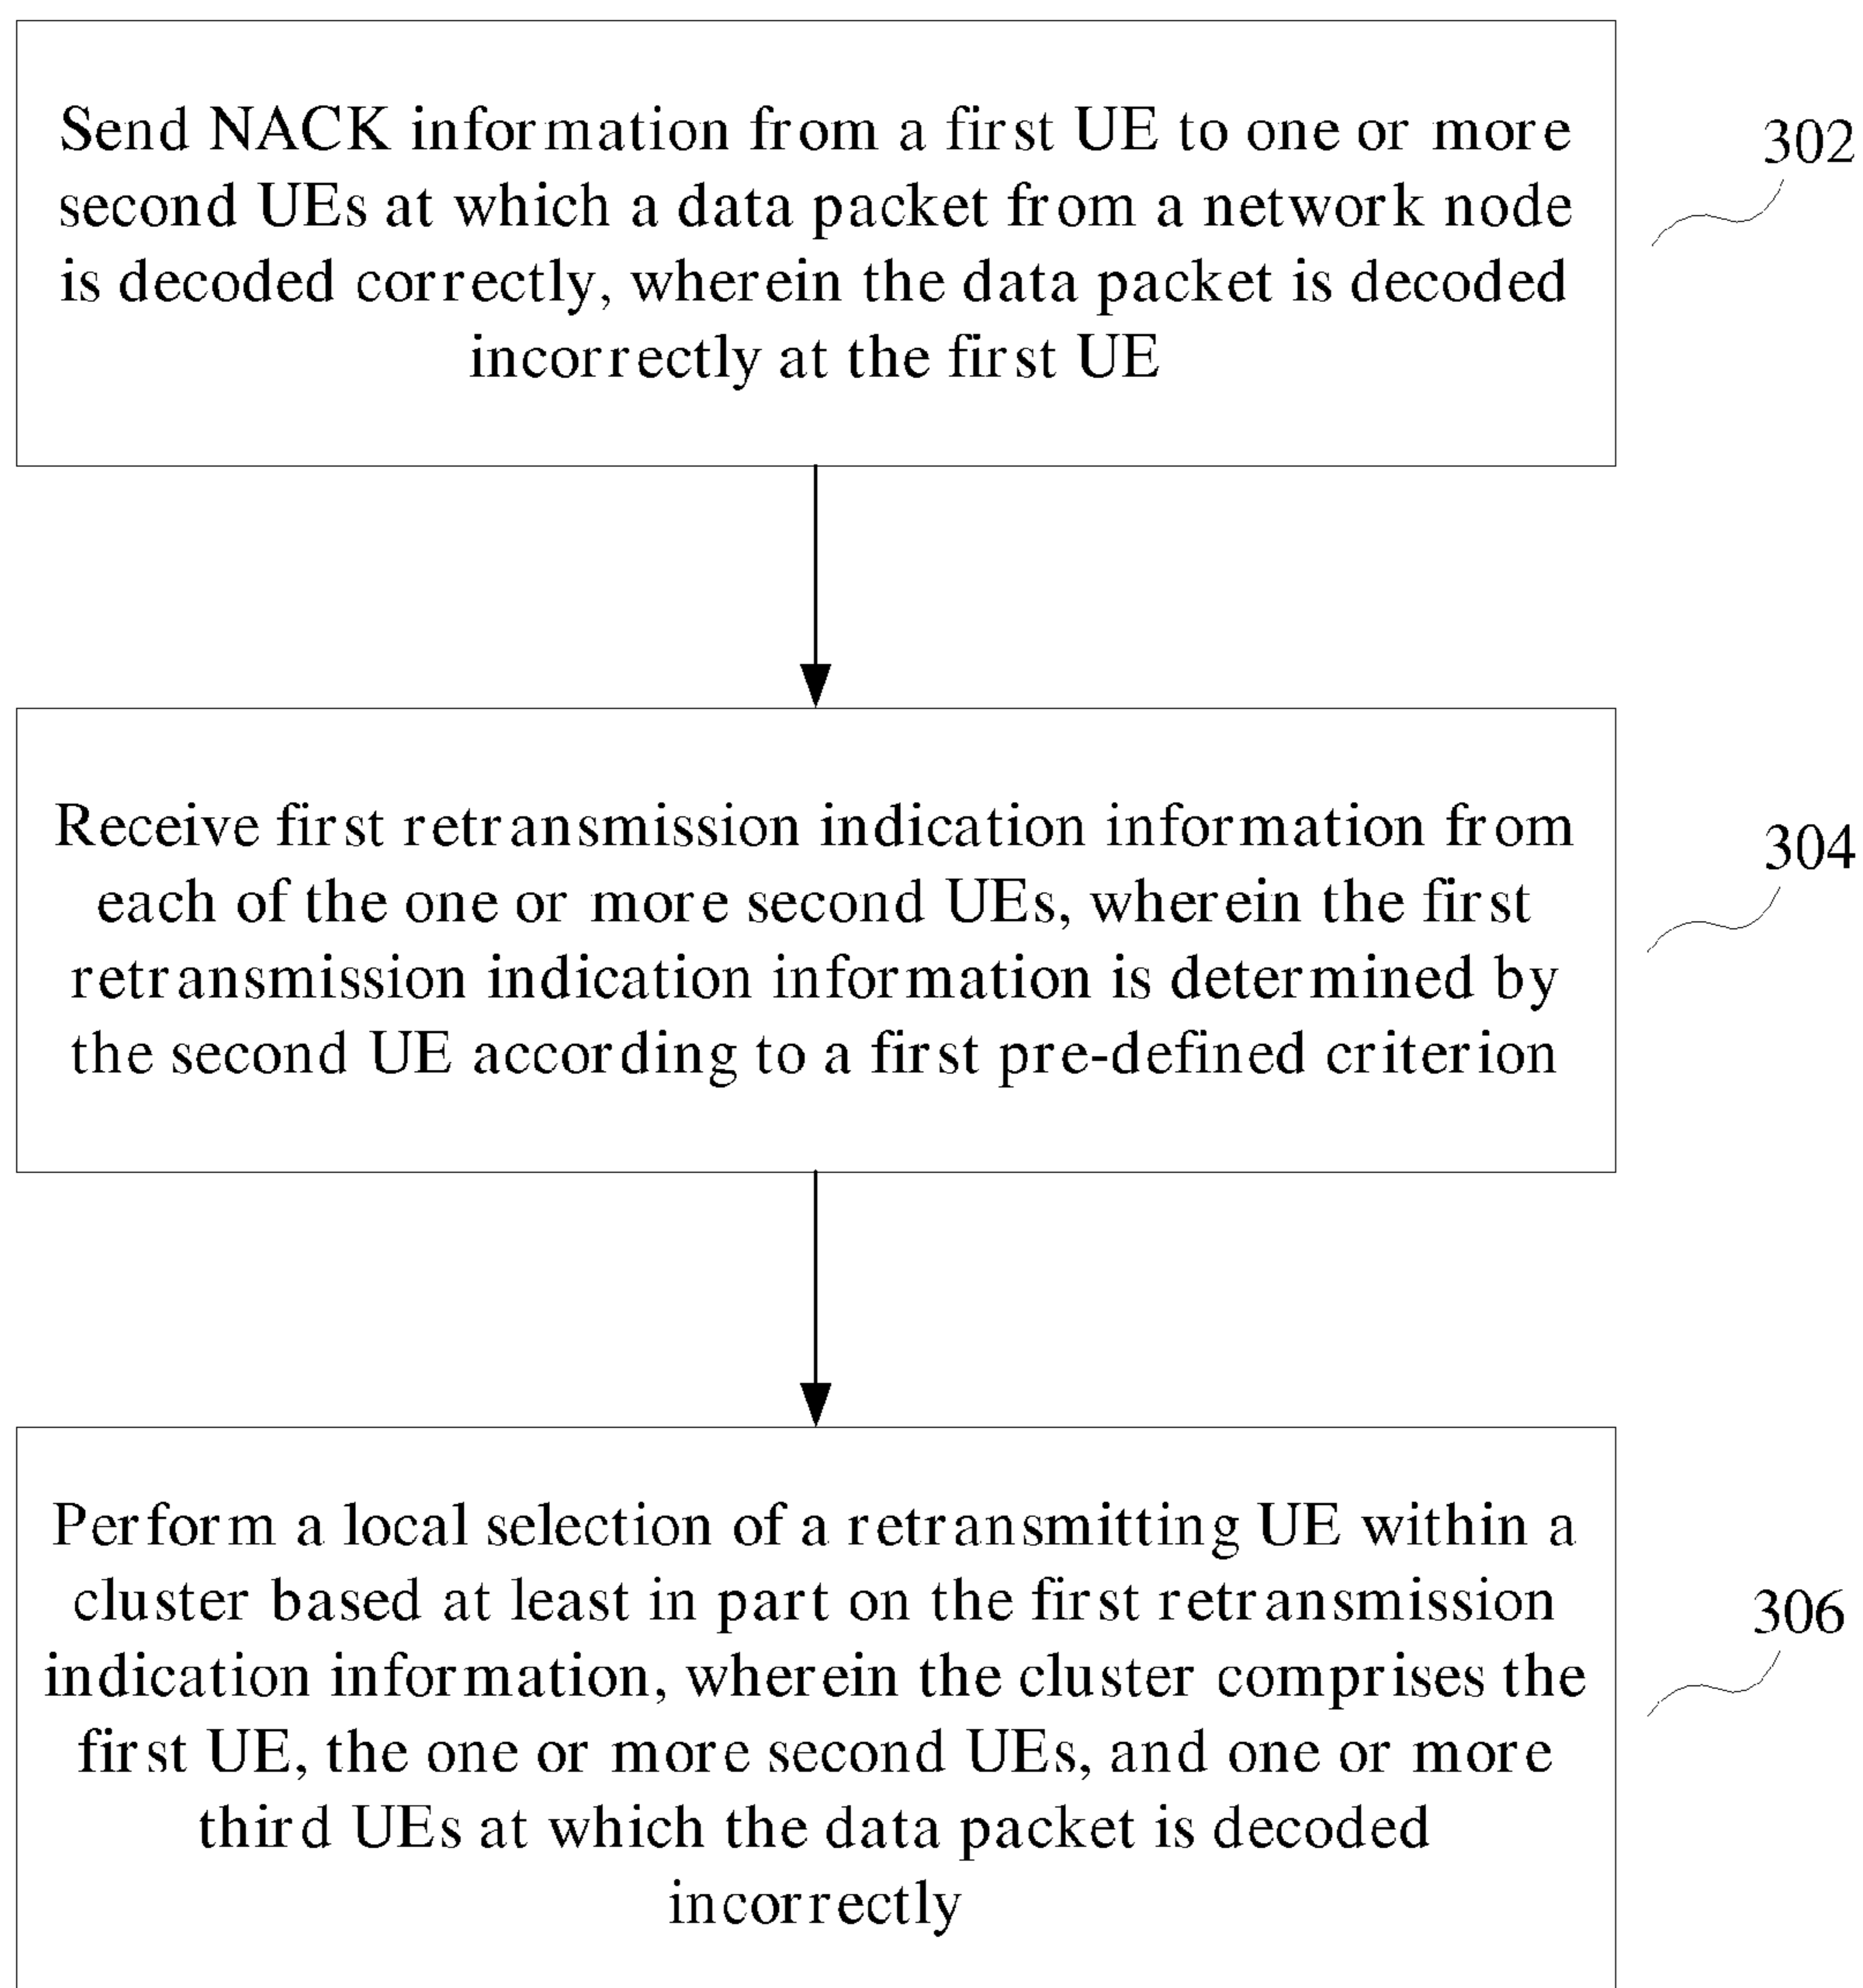 Send NACK information from a first UE to one or more
second UEs at which a data packet from a network node
is decoded correctly, wherein the data packet is decoded
incorrectly at the first UE
302
Receive first retransmission indication information from
each of the one or more second UEs, wherein the first
retransmission indication information is determined by
the second UE according to a first pre-defined criterion
304
Perform a local selection of a retransmitting UE within a
cluster based at least in part on the first retransmission
indication information, wherein the cluster comprises the
first UE, the one or more second UEs, and one or more
third UEs at which the data packet is decoded
incorrectly
306